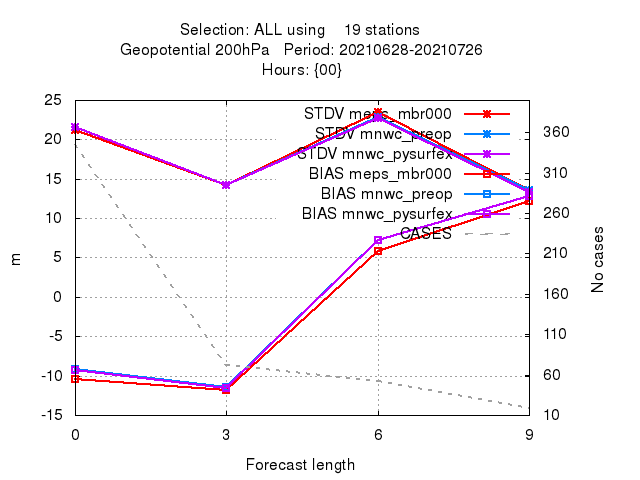 Selection: ALL using 19 stations
Geopotential 200hPa Period: 20210628-20210726
Hours: {00}
STDV meps_mbr000
STDV mnwc_preop
STDV mnwc_pysurfex
BIAS meps_mbr000
BIAS mnwc_preop
BIAS mnwc_pysurfex
CASES
25
20
15
10
5
0
-5
-10
-15
m
360
310
260
210
160
110
60
10
No cases
0 3 6 9
Forecast length